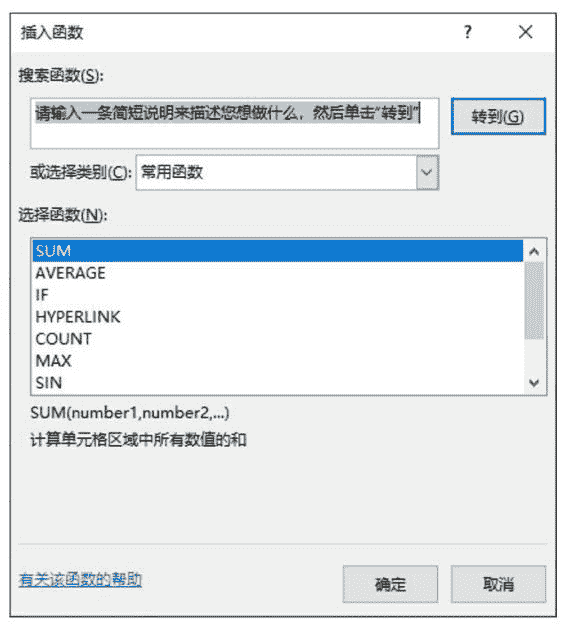 插入函数
?
搜索函数(S):
请输入一条简短说明来描述您想做什么，然后单击“转到”
转到(G)
或选择类别(C):
常用函数
选择函数(N):
SUM
AVERAGE
IF
HYPERLINK
COUNT
MAX
SIN
SUM(number1,number2,...)
计算单元格区域中所有数值的和
有关该函数的帮助
确定
取消